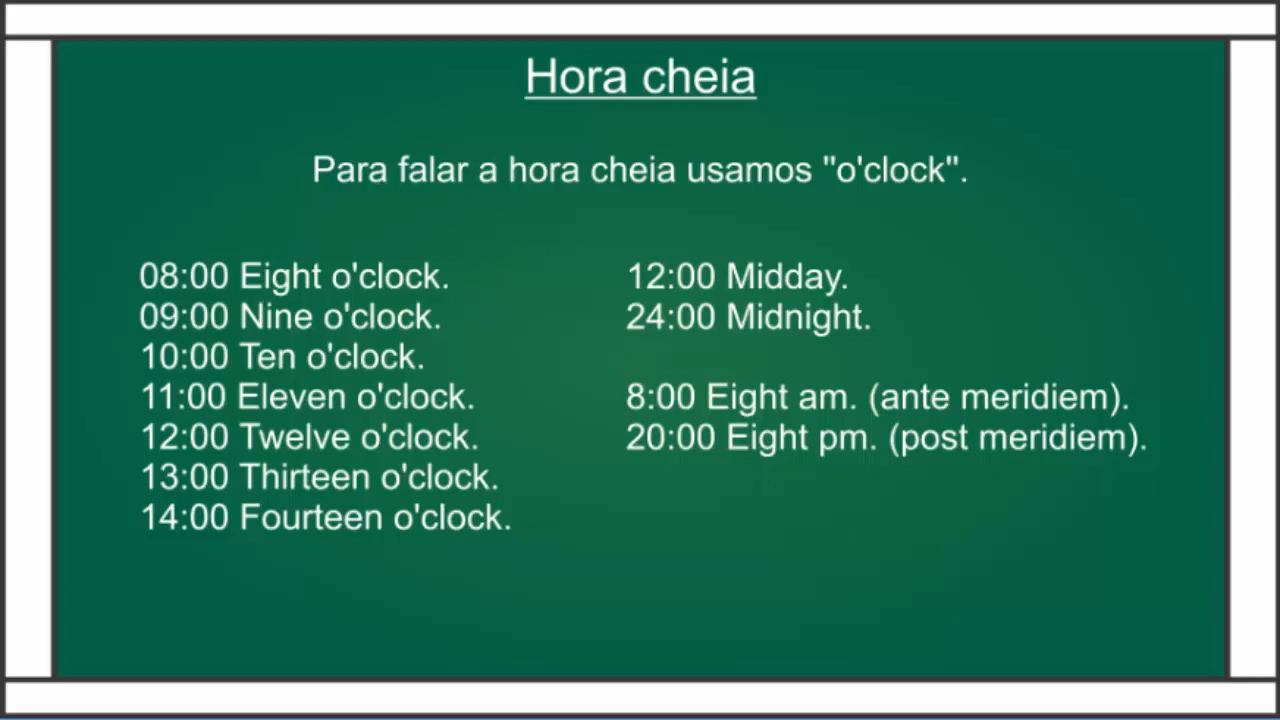 Hora cheia
Para falar a hora cheia usamos "o'clock".
08:00 Eight o'clock.
09:00 Nine o'clock.
10:00 Ten o'clock.
11:00 Eleven o'clock.
12:00 Twelve o'clock.
13:00 Thirteen o'clock.
14:00 Fourteen o'clock.
12:00 Midday.
24:00 Midnight.
8:00 Eight am. (ante meridiem).
20:00 Eight pm. (post meridiem).